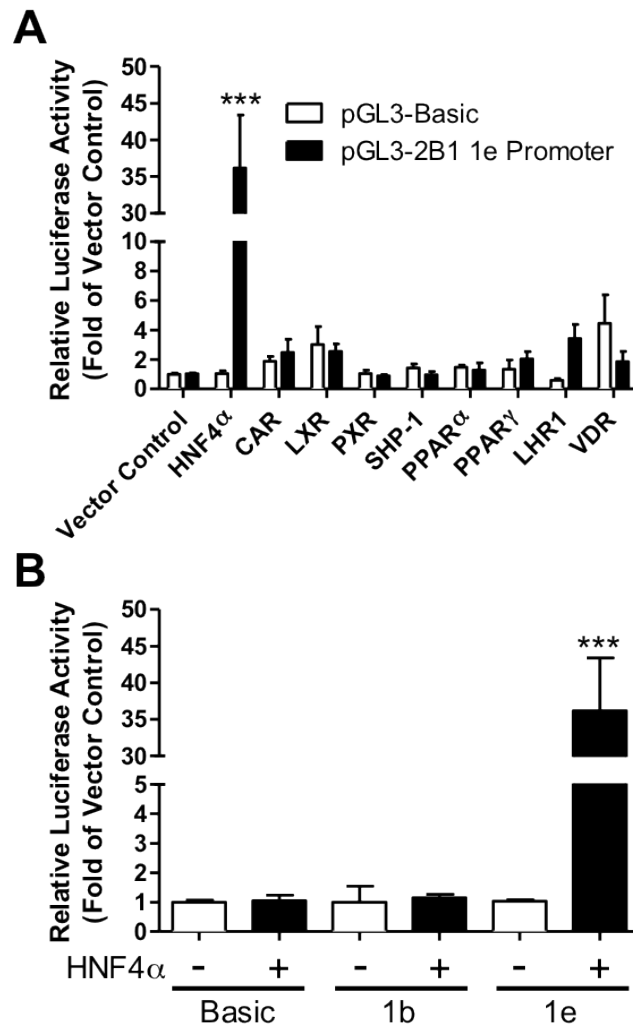 A
Relative Luciferase Activity
(Fold of Vector Control)
50
45
40
35
30
10
8
6
4
2
0
***
pGL3-Basic
pGL3-2B1 1e Promoter
Vector Control
HNF4α
CAR
LXR
PXR
SHP-1
PPARα
PPARγ
LHR1
VDR
B
Relative Luciferase Activity
(Fold of Vector Control)
50
45
40
35
30
5
4
3
2
1
0
***
HNF4α - + - + - +
Basic 1b 1e